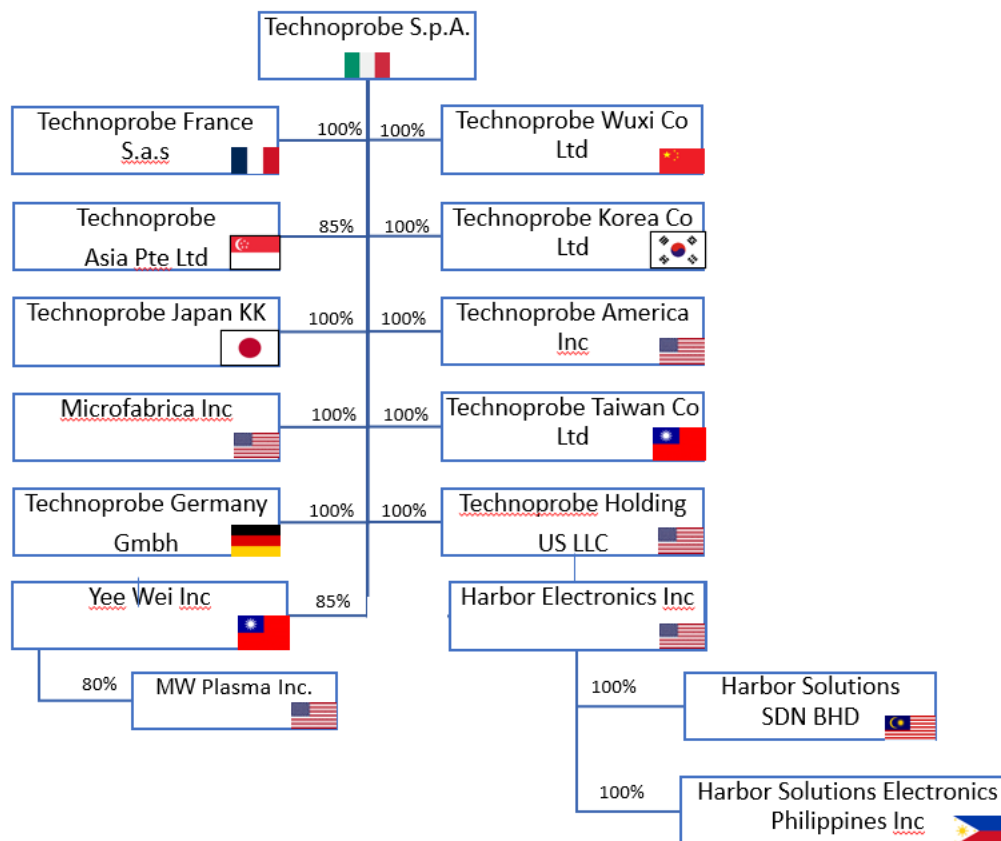 Technoprobe S.p.A.
Technoprobe France
S.a.s
100%
100%
Technoprobe Wuxi Co
Ltd
Technoprobe
Asia Pte Ltd
85%
100%
Technoprobe Korea Co
Ltd
Technoprobe Japan KK
100%
100%
Technoprobe America
Inc
Microfabrica Inc
100%
100%
Technoprobe Taiwan Co
Ltd
Technoprobe Germany
Gmbh
100%
100%
Technoprobe Holding
US LLC
Yee Wei Inc
85%
Harbor Electronics Inc
80%
MW Plasma Inc.
100%
Harbor Solutions
SDN BHD
100%
Harbor Solutions Electronics
Philippines Inc